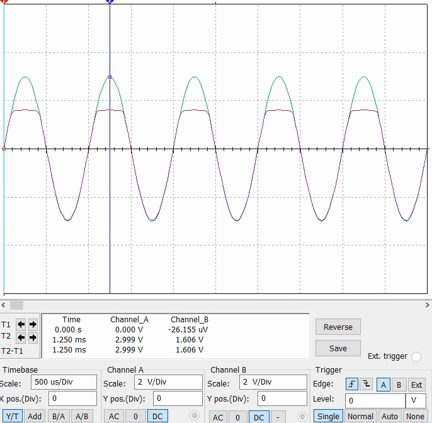 1
2
T1
T2
T2-T1
Time Channel_A Channel_B
0.000 s 0.000 V -26.155 uV
1.250 ms 2.999 V 1.606 V
1.250 ms 2.999 V 1.606 V
Reverse
Save
Ext. trigger
Timebase
Scale: 500 us/Div
X pos.(Div): 0
Y/T Add B/A A/B
Channel A
Scale: 2 V/Div
Y pos.(Div): 0
AC 0 DC
Channel B
Scale: 2 V/Div
Y pos.(Div): 0
AC 0 DC -
Trigger
Edge: A B Ext
Level: 0 V
Single Normal Auto None